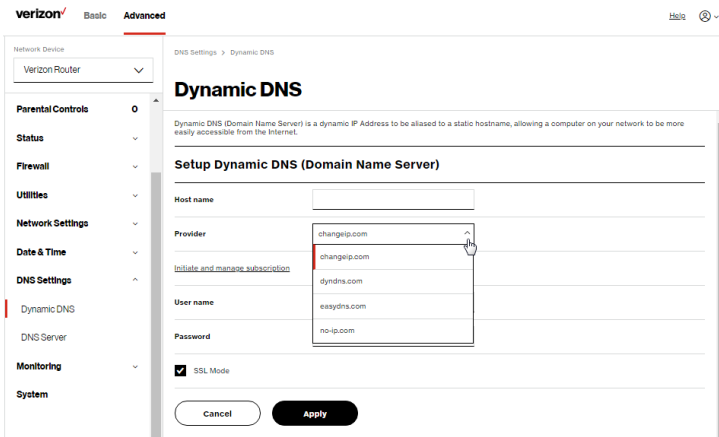 verizon✓ Basic Advanced Help
Network Device
Verizon Router
Parental Controls 0
Status
Firewall
Utilities
Network Settings
Date & Time
DNS Settings
Dynamic DNS
DNS Server
Monitoring
System
DNS Settings > Dynamic DNS
Dynamic DNS
Dynamic DNS (Domain Name Server) is a dynamic IP Address to be aliased to a static hostname, allowing a computer on your network to be more
easily accessible from the Internet.
Setup Dynamic DNS (Domain Name Server)
Host name
Provider changeip.com
changeip.com
Initiate and manage subscription
dyndns.com
User name
easydns.com
no-ip.com
Password
SSL Mode
Cancel Apply